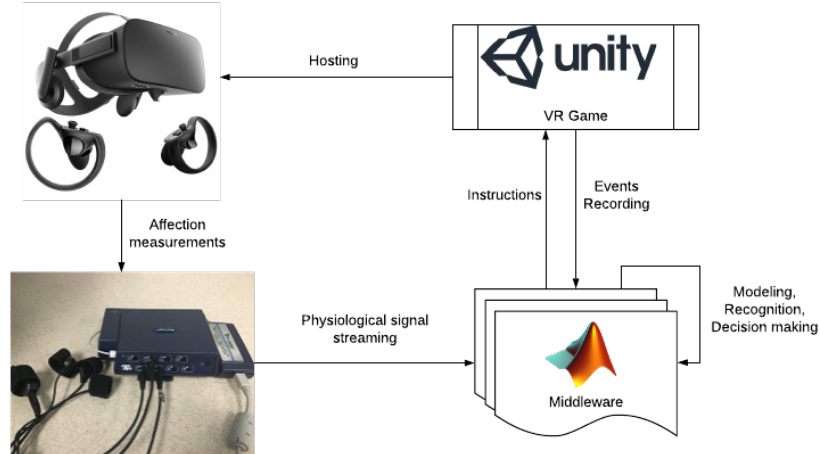 Hosting
unity
VR Game
Affection
measurements
Instructions
Events
Recording
Physiological signal
streaming
Modeling,
Recognition,
Decision making
Middleware